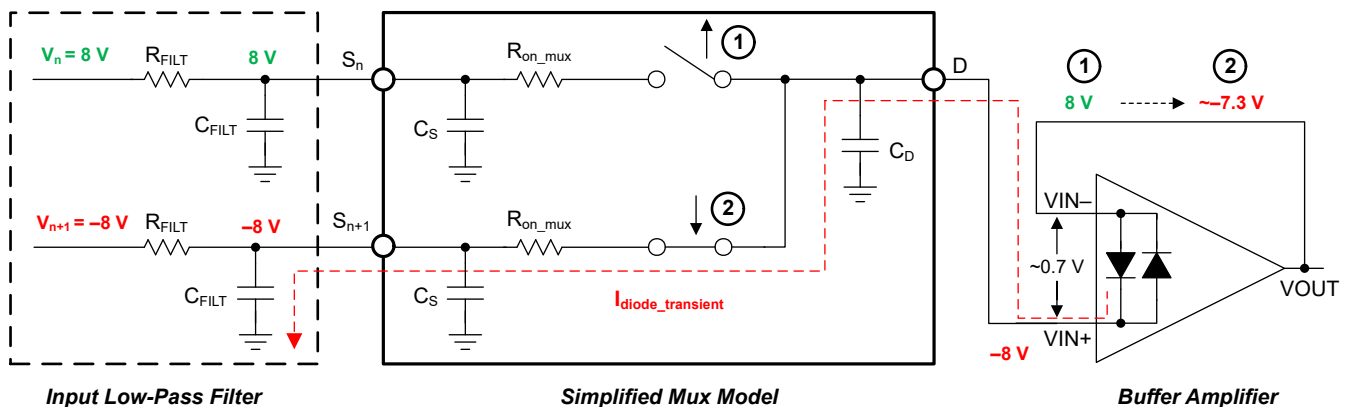 Vn = 8 V
RFILT
8 V
Sn
Ron_mux
1
D
1
2
8 V
~–7.3 V
CFILT
CS
CD
VIN–
Vn+1 = –8 V
RFILT
–8 V
Sn+1
Ron_mux
2
~0.7 V
VOUT
CFILT
CS
Idiode_transient
VIN+
–8 V
Input Low-Pass Filter
Simplified Mux Model
Buffer Amplifier